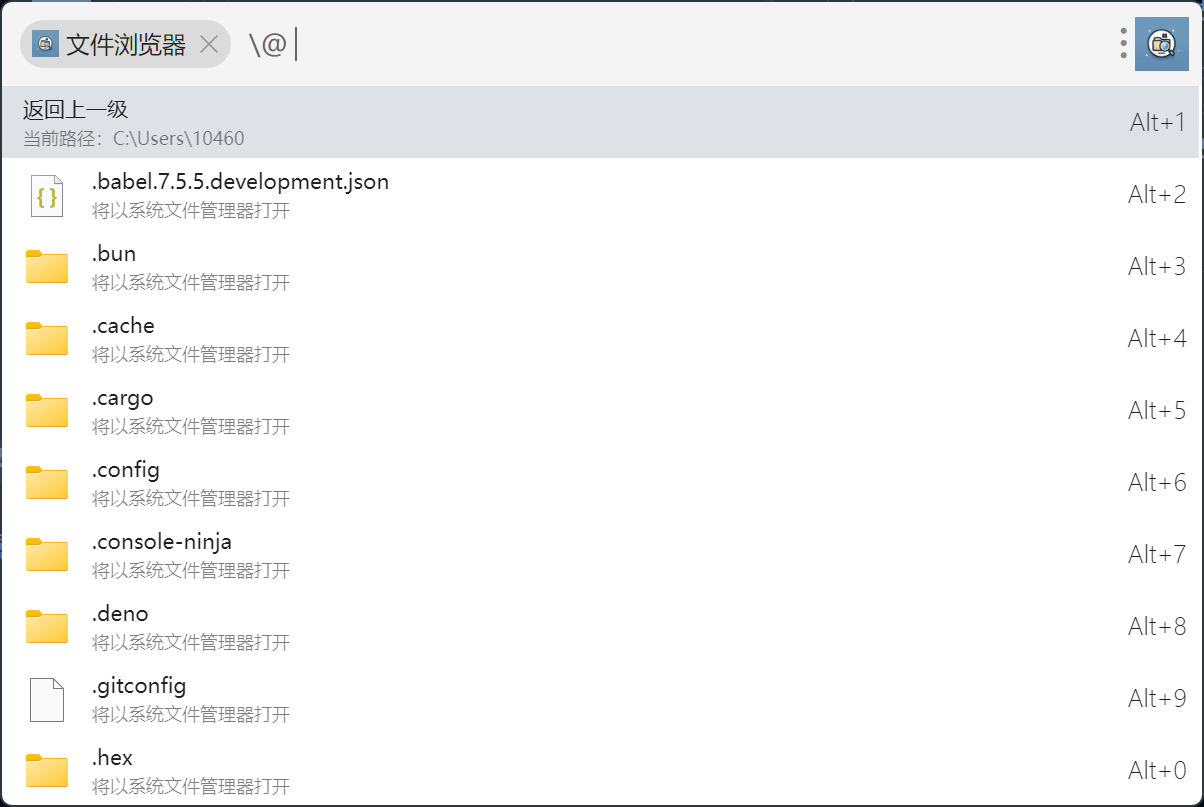 文件浏览器 \@
返回上一级
Alt+1
当前路径：C:\Users\10460
.babel.7.5.5.development.json
Alt+2
将以系统文件管理器打开
.bun
Alt+3
将以系统文件管理器打开
.cache
Alt+4
将以系统文件管理器打开
.cargo
Alt+5
将以系统文件管理器打开
.config
Alt+6
将以系统文件管理器打开
.console-ninja
Alt+7
将以系统文件管理器打开
.deno
Alt+8
将以系统文件管理器打开
.gitconfig
Alt+9
将以系统文件管理器打开
.hex
Alt+0
将以系统文件管理器打开